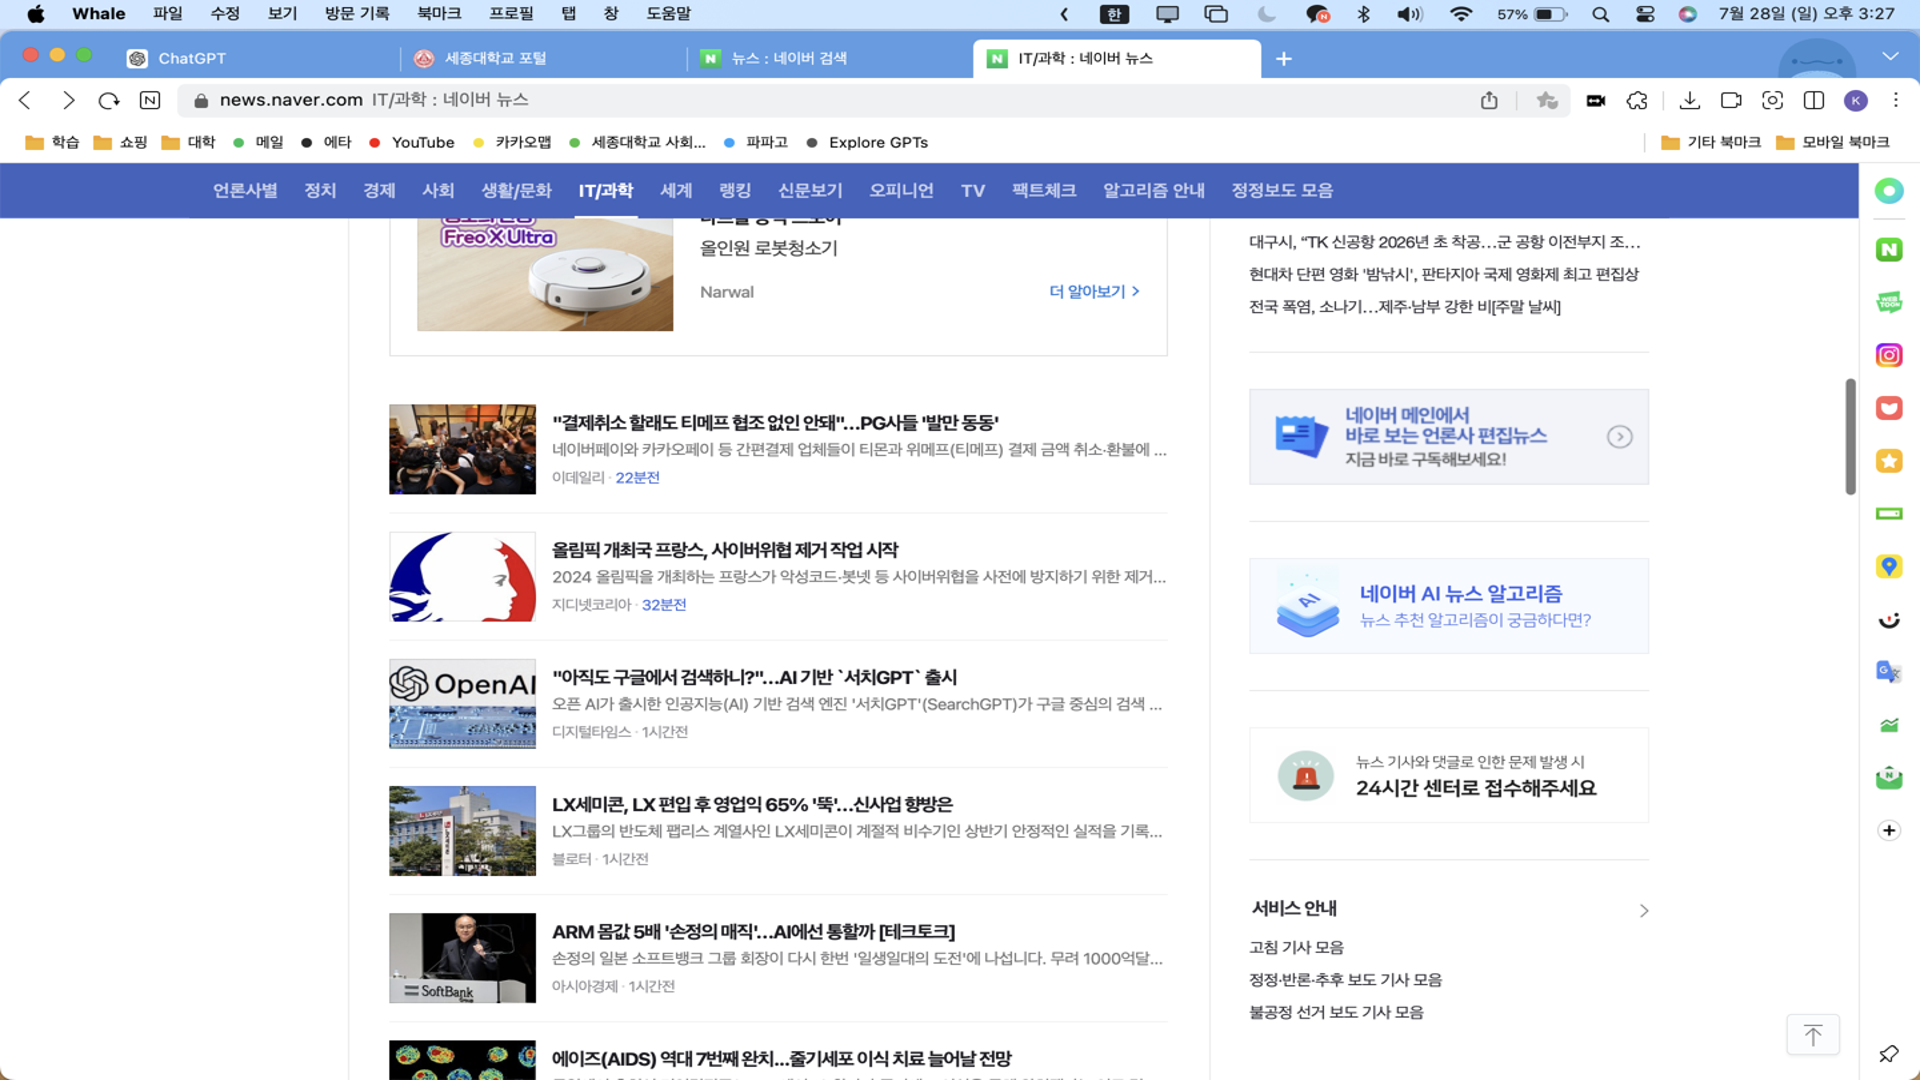 Whale 파일 수정 보기 방문 기록 북마크 프로필 탭 창 도움말 한 57% 7월 28일 (일) 오후 3:27
ChatGPT 세종대학교 포털 뉴스 : 네이버 검색 IT/과학 : 네이버 뉴스
news.naver.com IT/과학 : 네이버 뉴스
학습 쇼핑 대학 메일 에타 YouTube 카카오맵 세종대학교 사회... 파파고 Explore GPTs 기타 북마크 모바일 북마크
언론사별 정치 경제 사회 생활/문화 IT/과학 세계 랭킹 신문보기 오피니언 TV 팩트체크 알고리즘 안내 정정보도 모음
Freo X Ultra
올인원 로봇청소기
Narwal
더 알아보기
"결제취소 할래도 티메프 협조 없인 안돼"…PG사들 '발만 동동'
네이버페이와 카카오페이 등 간편결제 업체들이 티몬과 위메프(티메프) 결제 금액 취소·환불에 ...
이데일리 · 22분전
올림픽 개최국 프랑스, 사이버위협 제거 작업 시작
2024 올림픽을 개최하는 프랑스가 악성코드·봇넷 등 사이버위협을 사전에 방지하기 위한 제거...
지디넷코리아 · 32분전
OpenAI
"아직도 구글에서 검색하니?"…AI 기반 `서치GPT` 출시
오픈 AI가 출시한 인공지능(AI) 기반 검색 엔진 '서치GPT'(SearchGPT)가 구글 중심의 검색 ...
디지털타임스 · 1시간전
LX세미콘, LX 편입 후 영업익 65% '뚝'…신사업 향방은
LX그룹의 반도체 팹리스 계열사인 LX세미콘이 계절적 비수기인 상반기 안정적인 실적을 기록...
블로터 · 1시간전
SoftBank
ARM 몸값 5배 '손정의 매직'…AI에선 통할까 [테크토크]
손정의 일본 소프트뱅크 그룹 회장이 다시 한번 '일생일대의 도전'에 나섭니다. 무려 1000억달...
아시아경제 · 1시간전
에이즈(AIDS) 역대 7번째 완치...줄기세포 이식 치료 늘어날 전망
대구시, “TK 신공항 2026년 초 착공…군 공항 이전부지 조...
현대차 단편 영화 '밤낚시', 판타지아 국제 영화제 최고 편집상
전국 폭염, 소나기…제주·남부 강한 비[주말 날씨]
네이버 메인에서
바로 보는 언론사 편집뉴스
지금 바로 구독해보세요!
AI
네이버 AI 뉴스 알고리즘
뉴스 추천 알고리즘이 궁금하다면?
뉴스 기사와 댓글로 인한 문제 발생 시
24시간 센터로 접수해주세요
서비스 안내
고침 기사 모음
정정·반론·추후 보도 기사 모음
불공정 선거 보도 기사 모음
WEB
TOON